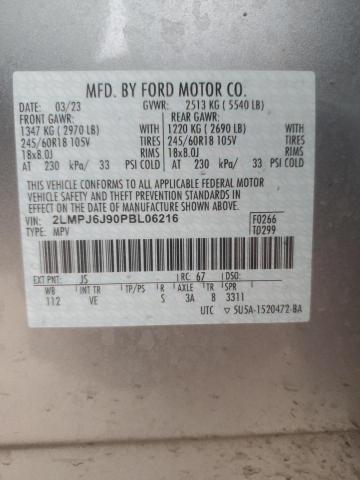 MFD. BY FORD MOTOR CO.
03/23 GVWR: 2513 KG ( 5540 LB)
FRONT GAWR: REAR GAWR:
1347 KG ( 2970 LB) WITH 1220 KG ( 2690 LB) WITH
245/60R18 105V TIRES 245/60R18 105V TIRES
18x8.0J RIMS 18x8.0J RIMS
AT 230 kPa/ 33 PSI COLD AT 230 kPa/ 33 PSI COLD
THIS VEHICLE CONFORMS TO ALL APPLICABLE FEDERAL MOTOR
VEHICLE SAFETY AND THEFT PREVENTION STANDARDS IN EFFECT ON THE DATE
OF MANUFACTURE SHOWN ABOVE.
VIN: 2LMPJ6J90PBL06216 F0266
TYPE: MPV T0299
EXT PNT: J5 RC: 67 DSO:
WB INT TR TP/PS R AXLE TR SPR
112 VE S 3A 8 3311
UTC ▽ 5U5A-1520472-BA